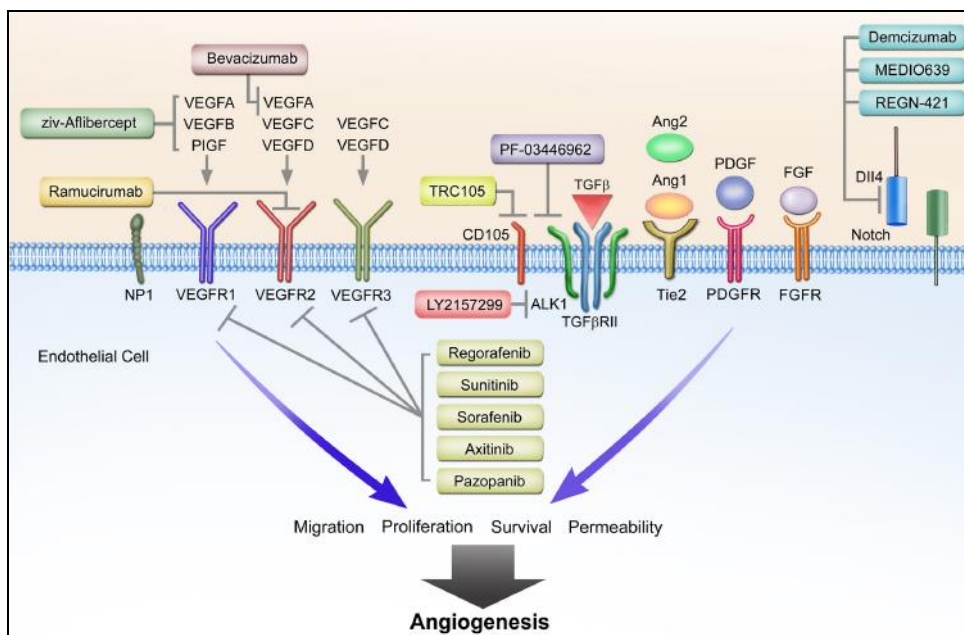 Bevacizumab
ziv-Aflibercept
VEGFA
VEGFB
PIGF
VEGFA
VEGFC
VEGFD
VEGFC
VEGFD
Ramucirumab
NP1
VEGFR1
VEGFR2
VEGFR3
PF-03446962
TRC105
CD105
TGFβ
LY2157299
ALK1
TGFβRII
Ang2
Ang1
Tie2
PDGF
PDGFR
FGF
FGFR
Demcizumab
MEDIO639
REGN-421
Dll4
Notch
Endothelial Cell
Regorafenib
Sunitinib
Sorafenib
Axitinib
Pazopanib
Migration Proliferation Survival Permeability
Angiogenesis